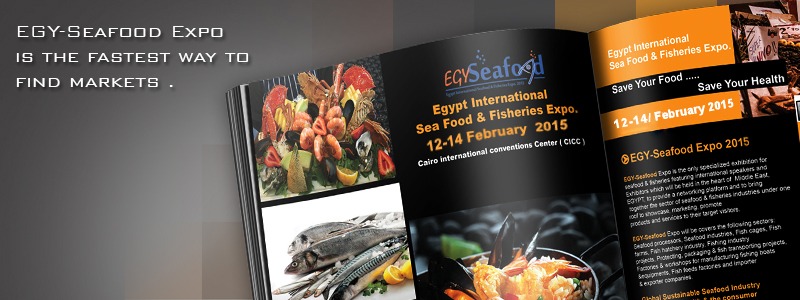 EGY-Seafood Expo
is the fastest way to
find markets .
EGYSeafood
Egypt International Seafood & Fisheries Expo
Egypt International
Sea Food & Fisheries Expo.
12-14 February 2015
Cairo international conventions Center ( CICC )
Egypt International
Sea Food & Fisheries Expo.
Save Your Food .....
Save Your Health
12-14/ February 2015
EGY-Seafood Expo 2015
EGY-Seafood Expo is the only specialized exhibition for
seafood & fisheries featuring international speakers and
Exhibitors which will be held in the heart of Middle East,
EGYPT, to provide a networking platform and to bring
together the sector of seafood & fisheries industries under one
roof to showcase, marketing, promote
products and services to their target visitors.
EGY-Seafood Expo will be covers the following sectors:
Seafood processors, Seafood industries, Fish cages, Fish
farms, Fish hatchery industry, Fishing industry
projects, Protecting, packaging & fish transporting projects,
Factories & workshops for manufacturing fishing boats
&equipments, Fish feeds factories and importer
& exporter companies.
Global Sustainable Seafood Industry
& the consumer